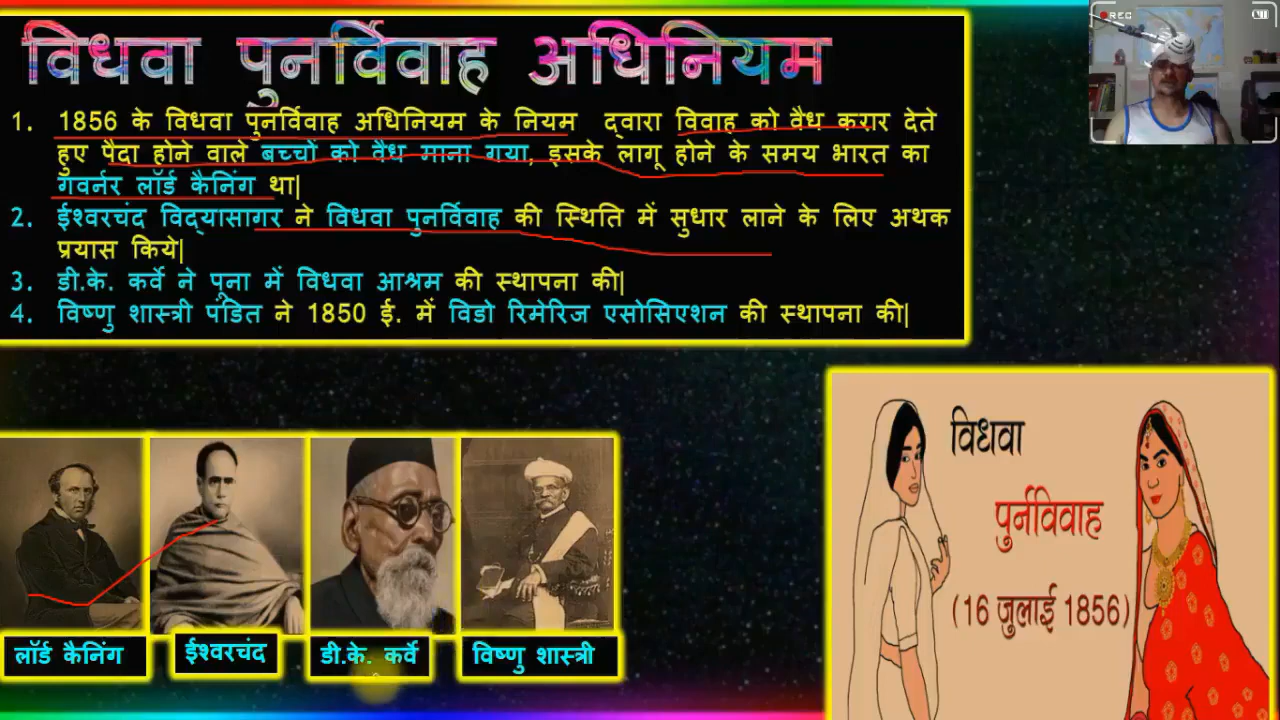 REC
विधवा पुनर्विवाह अधिनियम
1. 1856 के विधवा पुनर्विवाह अधिनियम के नियम द्वारा विवाह को वैध करार देते
हुए पैदा होने वाले बच्चों को वैध माना गया, इसके लागू होने के समय भारत का
गवर्नर लॉर्ड कैनिंग था|
2. ईश्वरचंद विद्यासागर ने विधवा पुनर्विवाह की स्थिति में सुधार लाने के लिए अथक
प्रयास किये|
3. डी.के. कर्वे ने पूना में विधवा आश्रम की स्थापना की|
4. विष्णु शास्त्री पंडित ने 1850 ई. में विडो रिमेरिज एसोसिएशन की स्थापना की|
विधवा
पुर्नविवाह
(16 जुलाई 1856)
लॉर्ड कैनिंग
ईश्वरचंद
डी.के. कर्वे
विष्णु शास्त्री